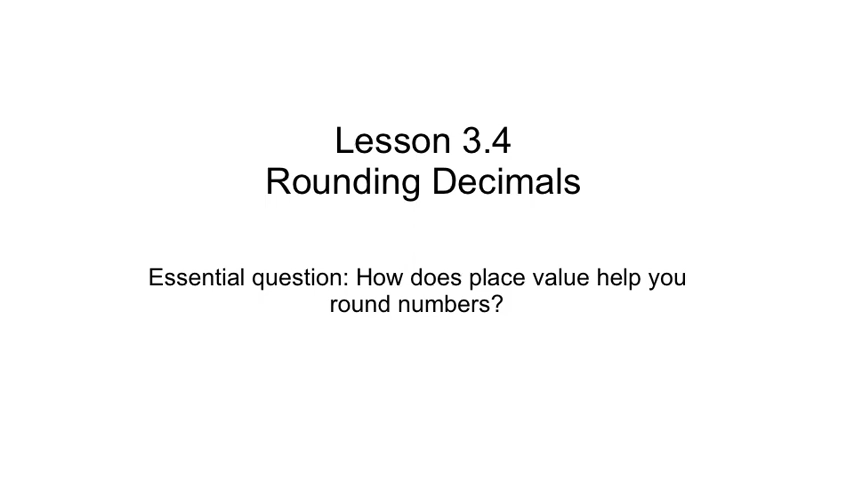 Lesson 3.4
Rounding Decimals
Essential question: How does place value help you
round numbers?